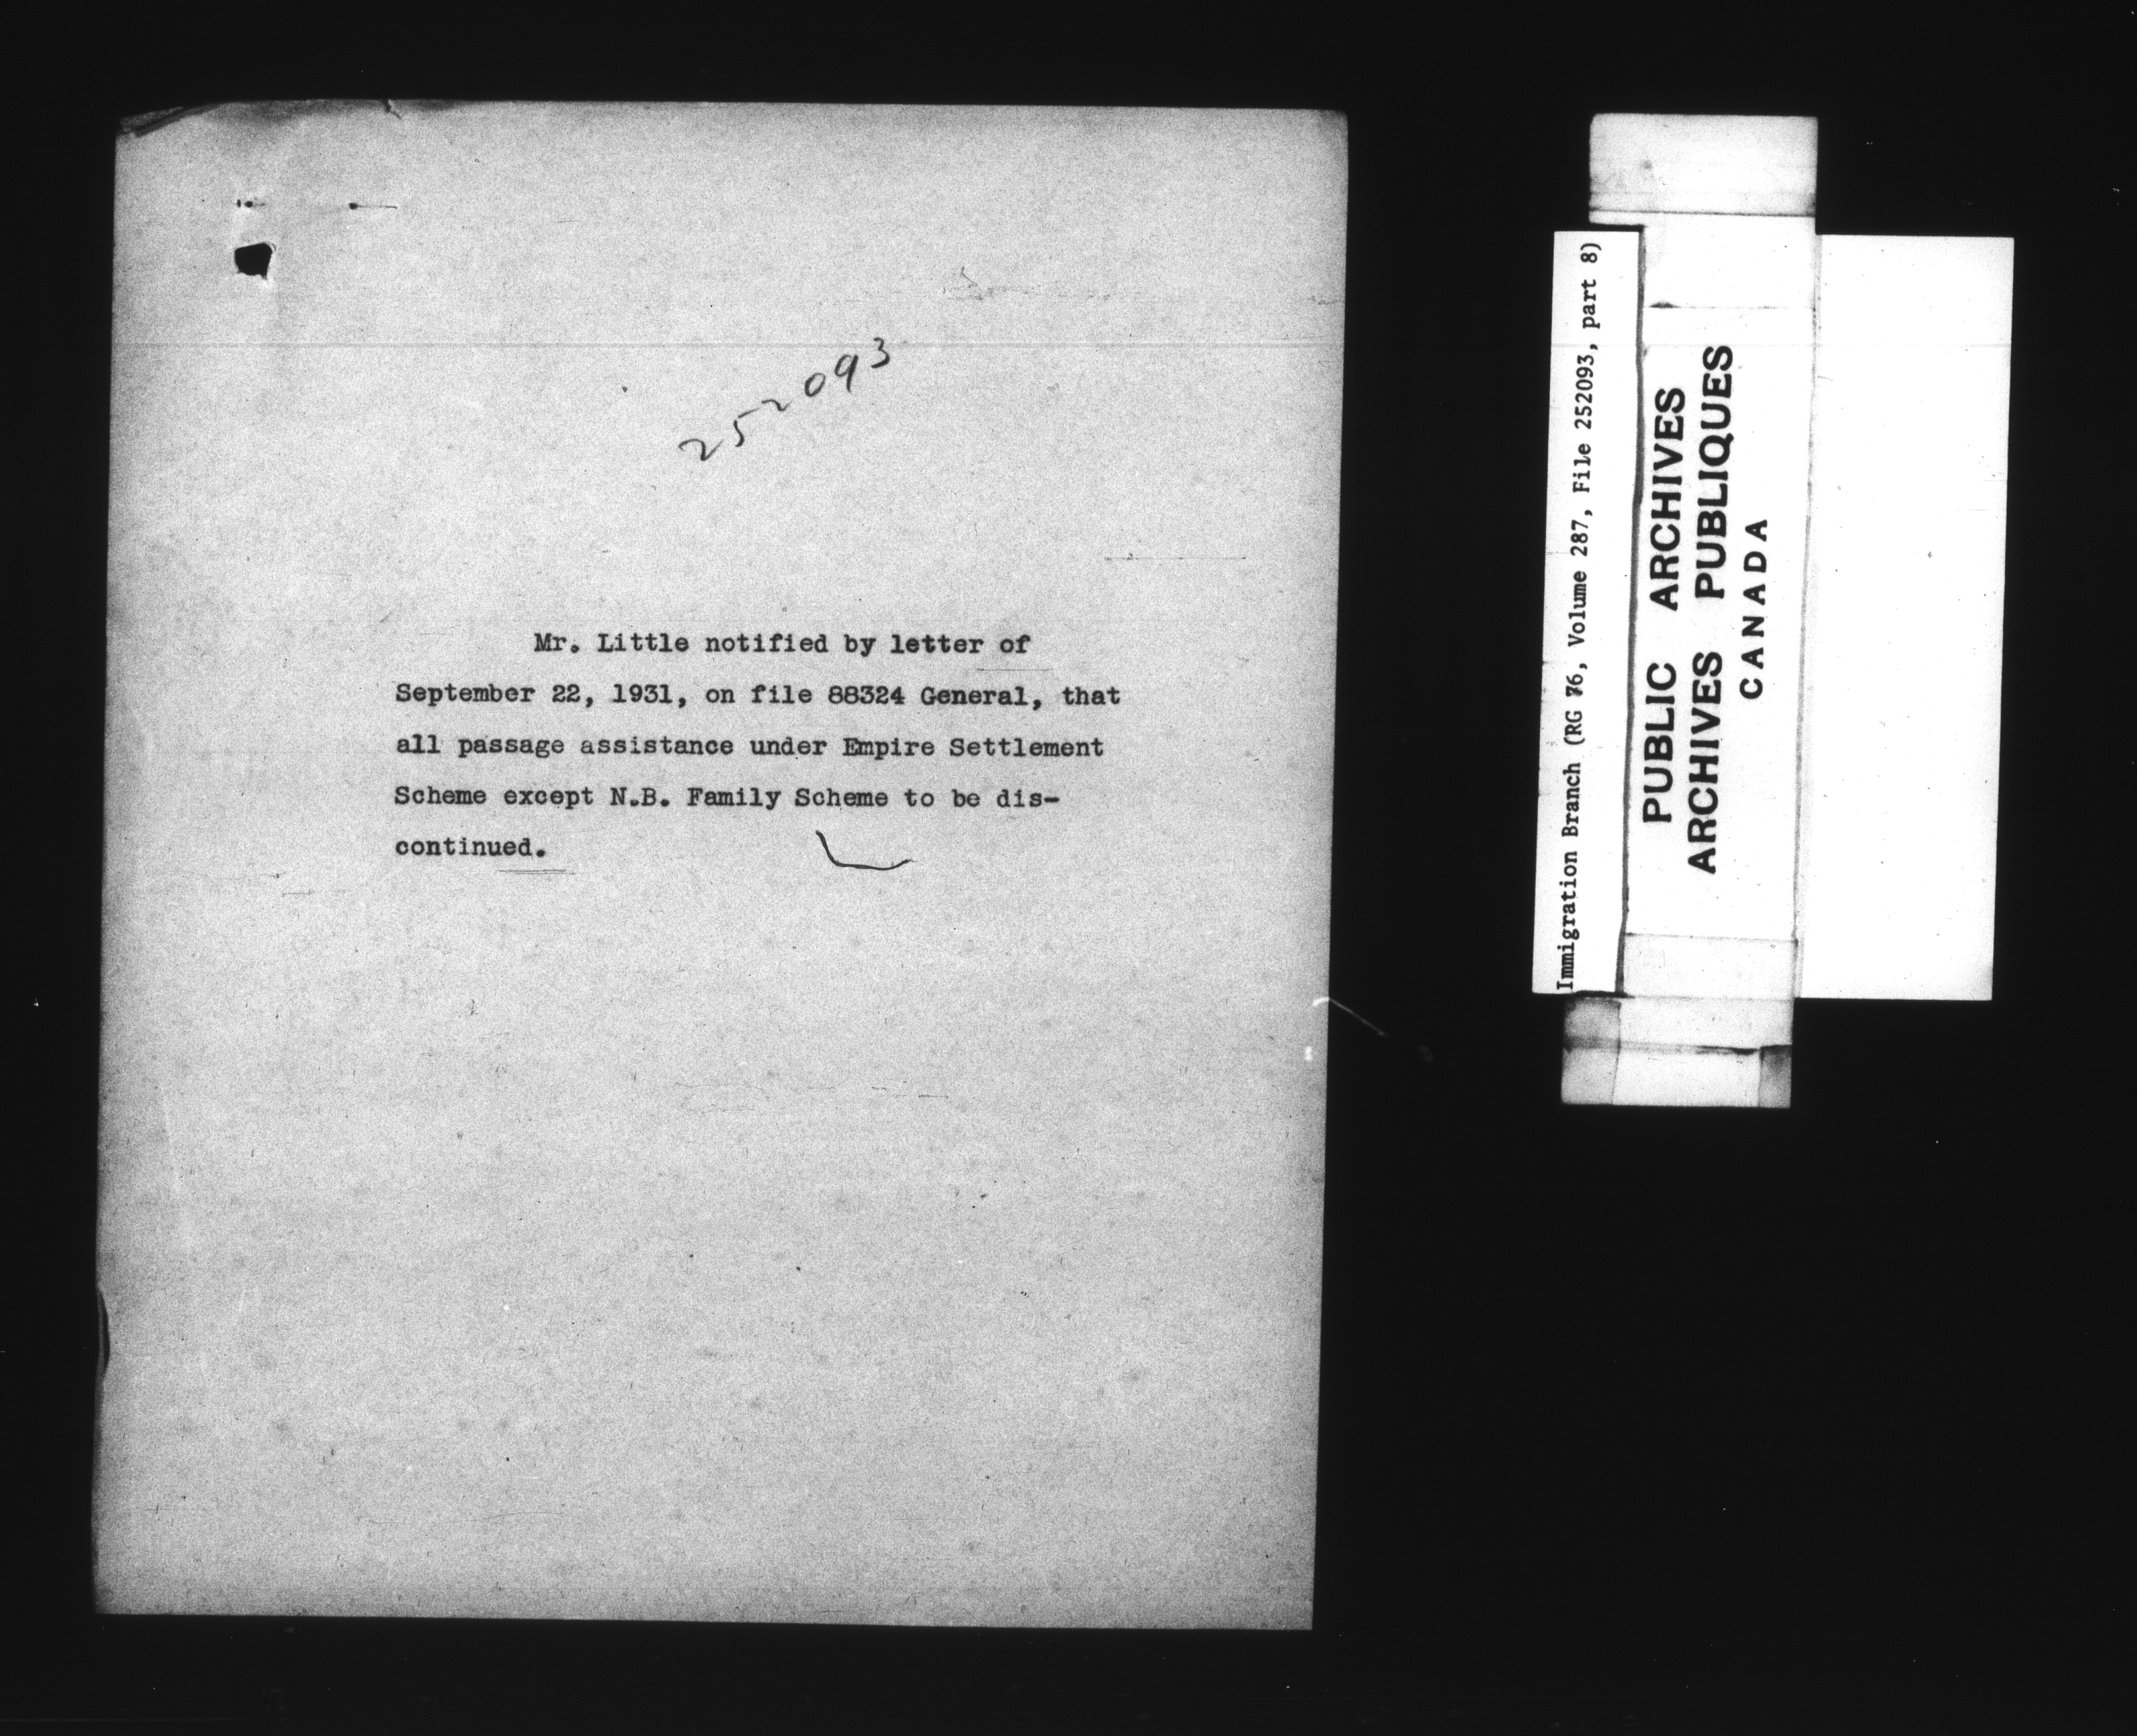 252093
Mr. Little notified by letter of
September 22, 1931, on file 88324 General, that
all passage assistance under Empire Settlement
Scheme except N.B. Family Scheme to be dis-
continued.
Immigration Branch (RG 76, Volume 287, File 252093, part 8)
PUBLIC ARCHIVES
ARCHIVES PUBLIQUES
CANADA